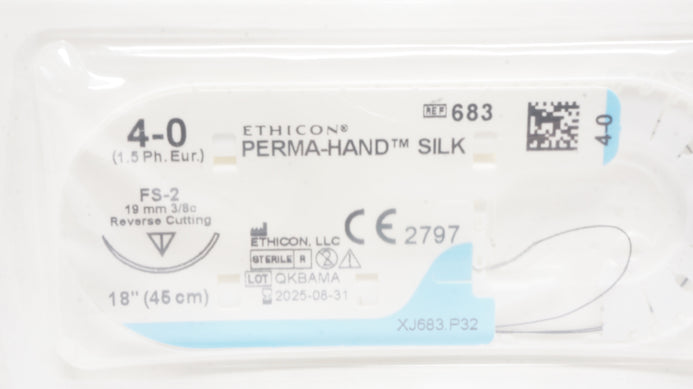 4-0
(1.5 Ph. Eur.)
ETHICON®
PERMA-HAND™ SILK
REF 683
4-0
FS-2
19 mm 3/8c
Reverse Cutting
18" (45 cm)
ETHICON, LLC
CE 2797
STERILE R
LOT QKBAMA
2025-08-31
XJ683.P32